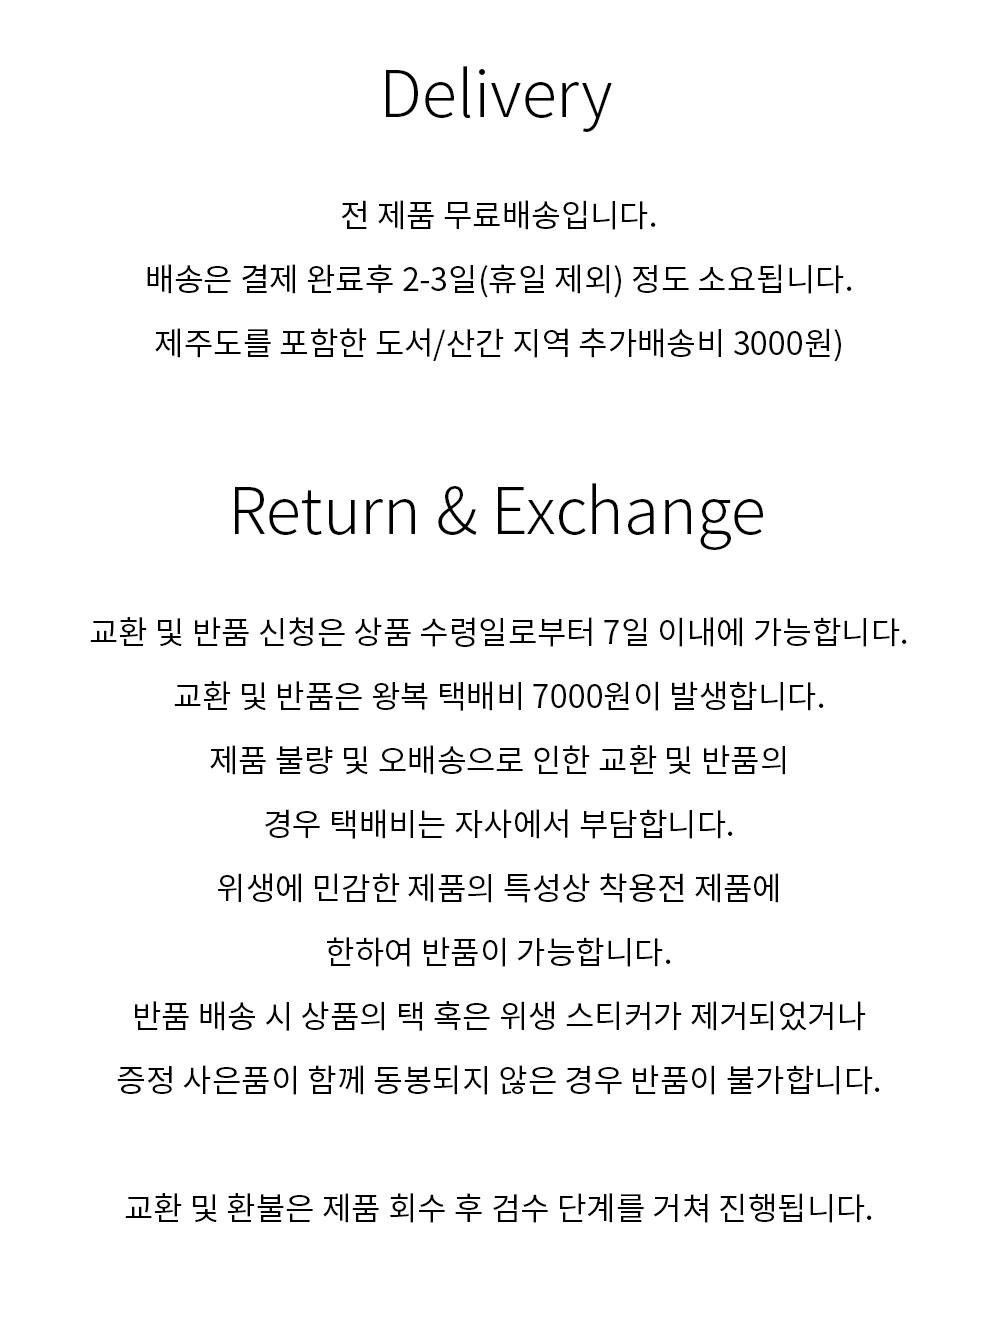 Delivery
전 제품 무료배송입니다.
배송은 결제 완료후 2-3일(휴일 제외) 정도 소요됩니다.
제주도를 포함한 도서/산간 지역 추가배송비 3000원)
Return & Exchange
교환 및 반품 신청은 상품 수령일로부터 7일 이내에 가능합니다.
교환 및 반품은 왕복 택배비 7000원이 발생합니다.
제품 불량 및 오배송으로 인한 교환 및 반품의
경우 택배비는 자사에서 부담합니다.
위생에 민감한 제품의 특성상 착용전 제품에
한하여 반품이 가능합니다.
반품 배송 시 상품의 택 혹은 위생 스티커가 제거되었거나
증정 사은품이 함께 동봉되지 않은 경우 반품이 불가합니다.
교환 및 환불은 제품 회수 후 검수 단계를 거쳐 진행됩니다.